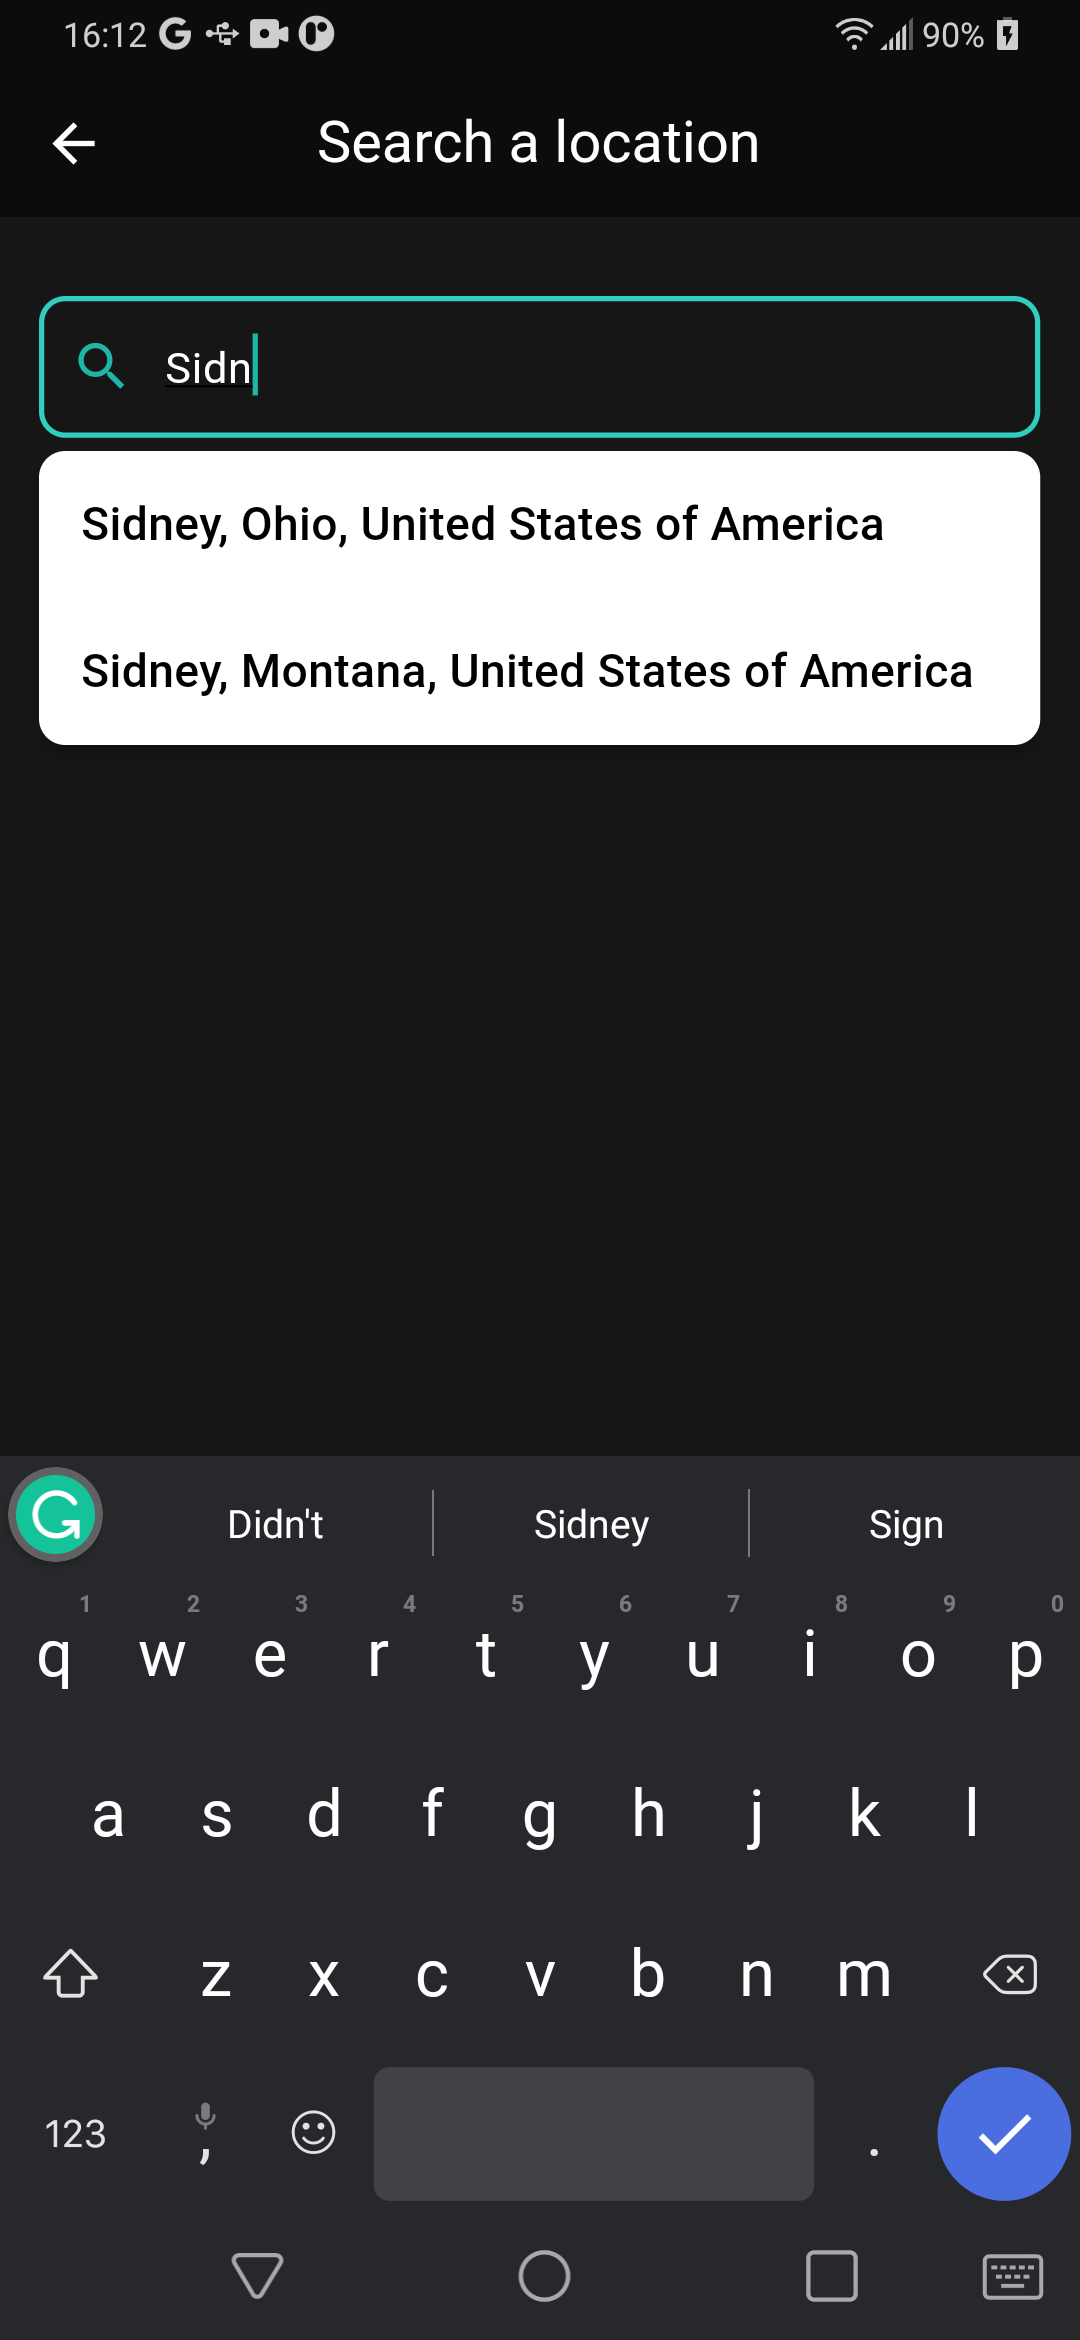 16:12 90%
Search a location
Sidn
Sidney, Ohio, United States of America
Sidney, Montana, United States of America
Didn't Sidney Sign
1 2 3 4 5 6 7 8 9 0
q w e r t y u i o p
a s d f g h j k l
z x c v b n m
123 , .